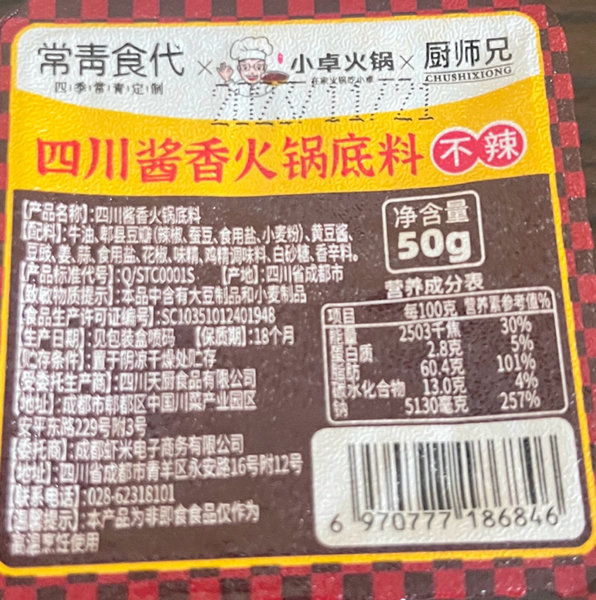 常青食代 × 小卓火锅 × 厨师兄
四季常青定制 在家火锅吃小卓 CHUSHIXIONG
2023/11/21
四川酱香火锅底料 不辣
【产品名称】:四川酱香火锅底料
【配料】:牛油、郫县豆瓣(辣椒、蚕豆、食用盐、小麦粉)、黄豆酱、
豆豉、姜、蒜、食用盐、花椒、味精、鸡精调味料、白砂糖、香辛料。
【产品标准代号】:Q/STC0001S 【产地】:四川省成都市
【致敏物质提示】:本品中含有大豆制品和小麦制品
【食品生产许可证编号】:SC10351012401948
【生产日期】:见包装盒喷码 【保质期】:18个月
【贮存条件】:置于阴凉干燥处贮存
【受委托生产商】:四川天厨食品有限公司
【地址】:成都市郫都区中国川菜产业园区
安平东路229号附3号
【委托商】:成都虾米电子商务有限公司
【地址】:四川省成都市青羊区永安路16号附12号
【联系电话】:028-62318101
【温馨提示】:本产品为非即食食品仅作为
高温烹饪使用
净含量
50g
营养成分表
项目 每100克 营养素参考值%
能量 2503千焦 30%
蛋白质 2.8克 5%
脂肪 60.4克 101%
碳水化合物 13.0克 4%
钠 5130毫克 257%
6 970777 186846